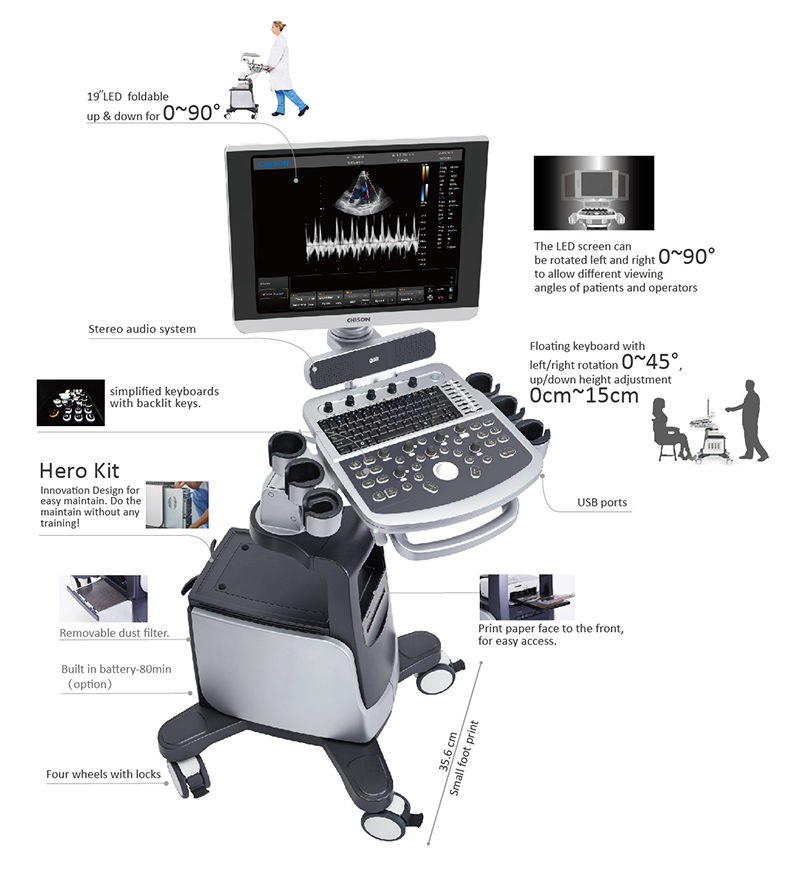 19"LED foldable
up & down for 0~90°
CHISON
The LED screen can
be rotated left and right 0~90°
to allow different viewing
angles of patients and operators
CHISON
Stereo audio system
Floating keyboard with
left/right rotation 0~45°,
up/down height adjustment
0cm~15cm
simplified keyboards
with backlit keys.
Hero Kit
Innovation Design for
easy maintain. Do the
maintain without any
training!
USB ports
Removable dust filter.
Print paper face to the front,
for easy access.
Built in battery-80min
（option）
35.6 cm
Small foot print
Four wheels with locks